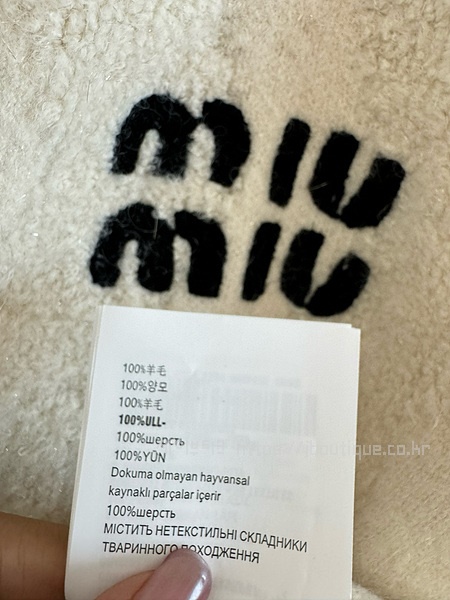 miu
miu
100%羊毛
100%양모
100%羊毛
100%ULL-
100%шерсть
100%YÜN
Dokuma olmayan hayvansal
kaynaklı parçalar içerir
100%шерсть
МІСТИТЬ НЕТЕКСТИЛЬНІ СКЛАДНИКИ
ТВАРИННОГО ПОХОДЖЕННЯ